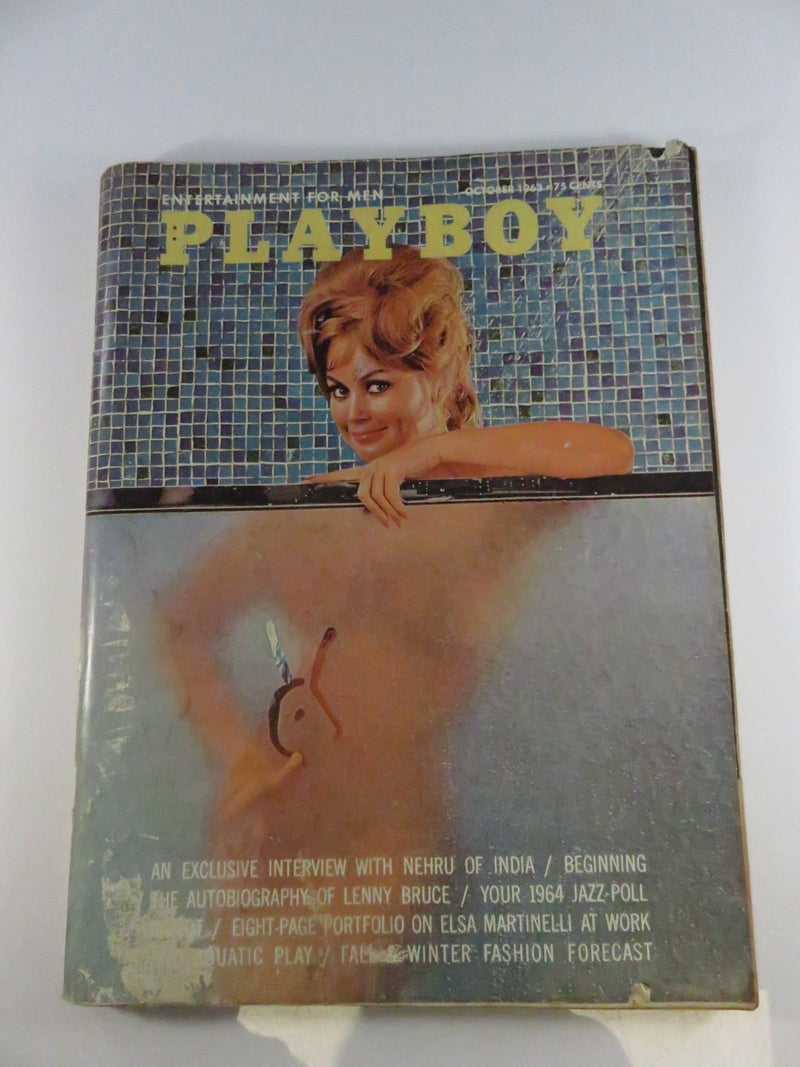 ENTERTAINMENT FOR MEN
OCTOBER 1963 • 75 CENTS
PLAYBOY
AN EXCLUSIVE INTERVIEW WITH NEHRU OF INDIA / BEGINNING
THE AUTOBIOGRAPHY OF LENNY BRUCE / YOUR 1964 JAZZ-POLL
/ EIGHT-PAGE PORTFOLIO ON ELSA MARTINELLI AT WORK
PLAY / FALL & WINTER FASHION FORECAST